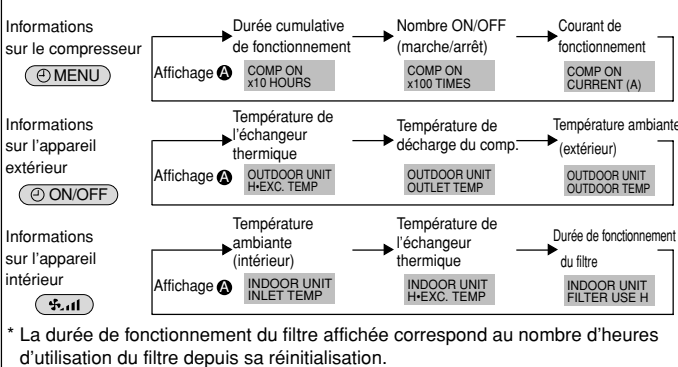 Informations
sur le compresseur
MENU
Durée cumulative
de fonctionnement
Nombre ON/OFF
(marche/arrêt)
Courant de
fonctionnement
Affichage A
COMP ON
x10 HOURS
COMP ON
x100 TIMES
COMP ON
CURRENT (A)
Informations
sur l'appareil
extérieur
ON/OFF
Température de
l'échangeur
thermique
Température de
décharge du comp.
Température ambiante
(extérieur)
Affichage A
OUTDOOR UNIT
H•EXC. TEMP
OUTDOOR UNIT
OUTLET TEMP
OUTDOOR UNIT
OUTDOOR TEMP
Informations
sur l'appareil
intérieur
Température
ambiante
(intérieur)
Température de
l'échangeur
thermique
Durée de fonctionnement
du filtre
Affichage A
INDOOR UNIT
INLET TEMP
INDOOR UNIT
H•EXC. TEMP
INDOOR UNIT
FILTER USE H
* La durée de fonctionnement du filtre affichée correspond au nombre d'heures
d'utilisation du filtre depuis sa réinitialisation.